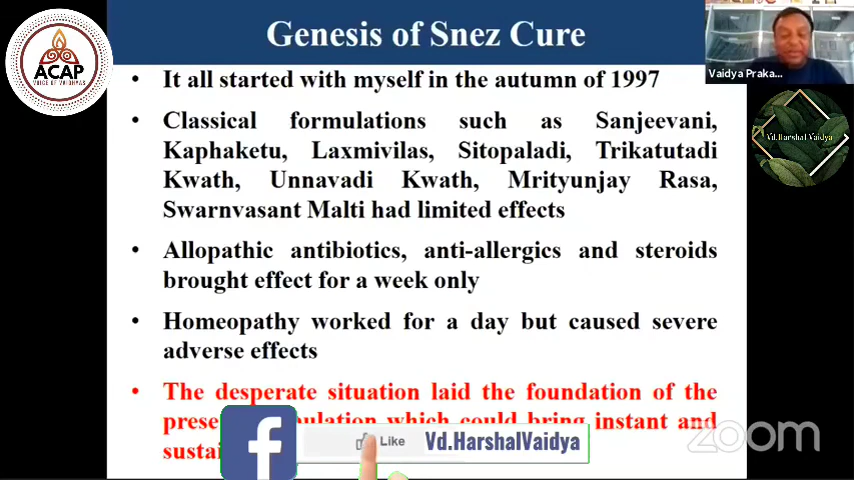 Genesis of Snez Cure
ACAP
VOICE OF VAIDHYAS
Vaidya Praka...
Vd.Harshal Vaidya
• It all started with myself in the autumn of 1997
• Classical formulations such as Sanjeevani,
Kaphaketu, Laxmivilas, Sitopaladi, Trikatutadi
Kwath, Unnavadi Kwath, Mrityunjay Rasa,
Swarnvasant Malti had limited effects
• Allopathic antibiotics, anti-allergics and steroids
brought effect for a week only
• Homeopathy worked for a day but caused severe
adverse effects
• The desperate situation laid the foundation of the
which could bring instant and
f
Like
Vd.HarshalVaidya
zoom